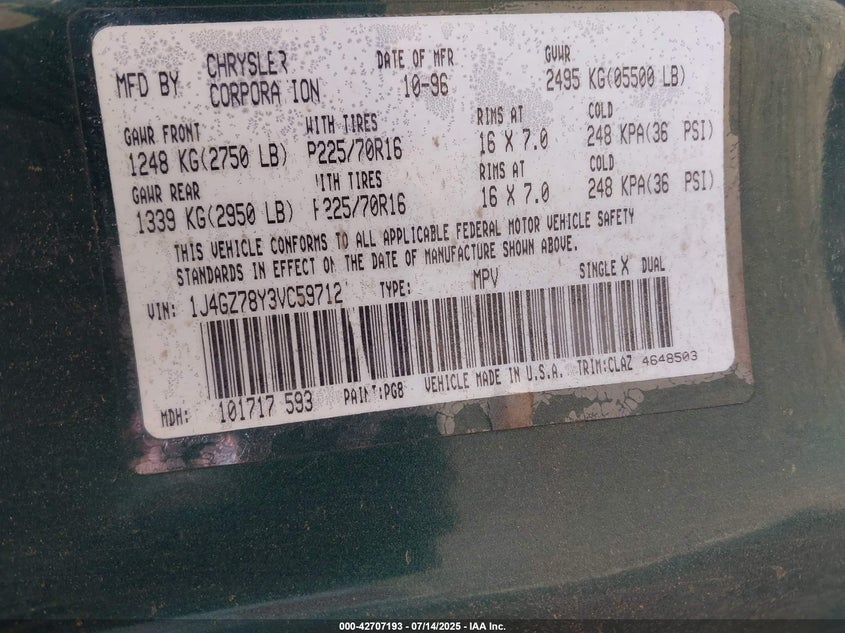 MFD BY CHRYSLER CORPORA ION DATE OF MFR 10-96 GVWR 2495 KG(05500 LB)
GAWR FRONT WITH TIRES RIMS AT COLD
1248 KG(2750 LB) P225/70R16 16 X 7.0 248 KPA(36 PSI)
GAWR REAR ITH TIRES RIMS AT COLD
1339 KG(2950 LB) P225/70R16 16 X 7.0 248 KPA(36 PSI)
THIS VEHICLE CONFORMS TO ALL APPLICABLE FEDERAL MOTOR VEHICLE SAFETY
STANDARDS IN EFFECT ON THE DATE OF MANUFACTURE SHOWN ABOVE.
VIN: 1J4GZ78Y3VC59712 TYPE: MPV SINGLE X DUAL
MDH: 101717 593 PAINT:PG8 VEHICLE MADE IN U.S.A. TRIM:CLAZ 4648503
000-42707193 - 07/14/2025 - IAA Inc.